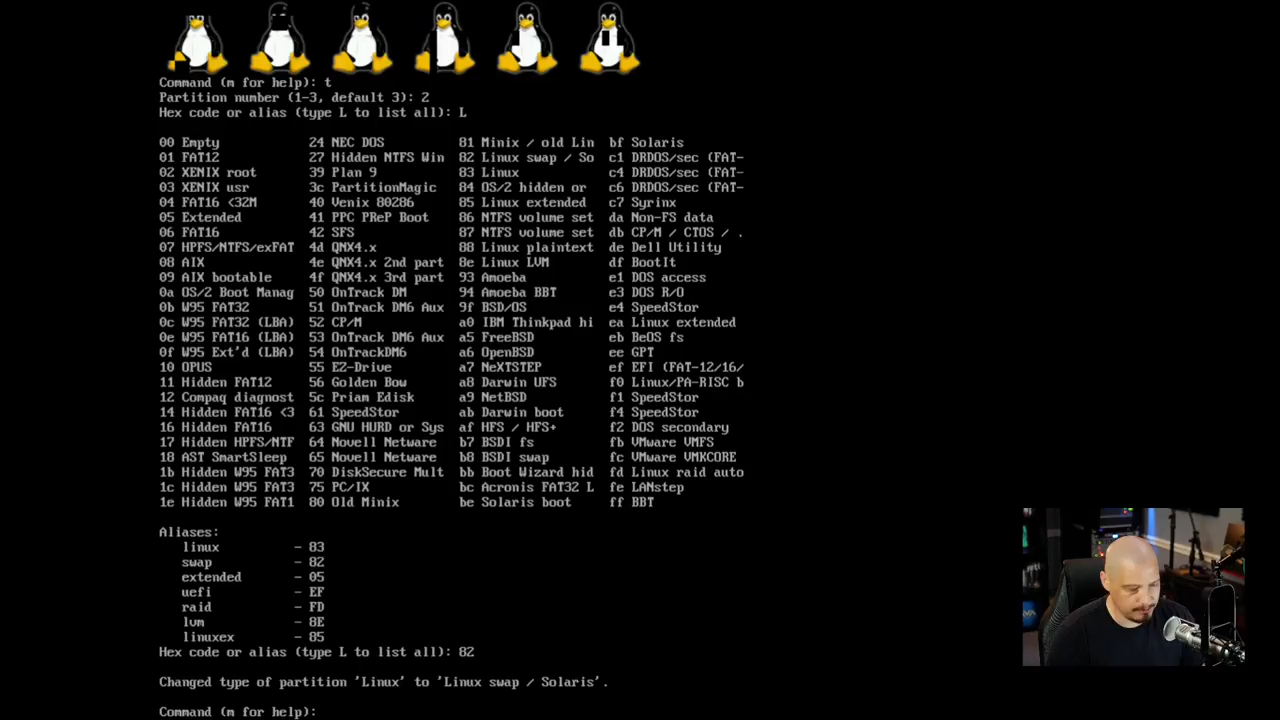 Command (m for help): t
Partition number (1-3, default 3): 2
Hex code or alias (type L to list all): L
00 Empty 24 NEC DOS 81 Minix / old Lin bf Solaris
01 FAT12 27 Hidden NTFS Win 82 Linux swap / So c1 DRDOS/sec (FAT-
02 XENIX root 39 Plan 9 83 Linux c4 DRDOS/sec (FAT-
03 XENIX usr 3c PartitionMagic 84 OS/2 hidden or c6 DRDOS/sec (FAT-
04 FAT16 <32M 40 Venix 80286 85 Linux extended c7 Syrinx
05 Extended 41 PPC PReP Boot 86 NTFS volume set da Non-FS data
06 FAT16 42 SFS 87 NTFS volume set db CP/M / CTOS / .
07 HPFS/NTFS/exFAT 4d QNX4.x 88 Linux plaintext de Dell Utility
08 AIX 4e QNX4.x 2nd part 8e Linux LVM df BootIt
09 AIX bootable 4f QNX4.x 3rd part 93 Amoeba e1 DOS access
0a OS/2 Boot Manag 50 OnTrack DM 94 Amoeba BBT e3 DOS R/O
0b W95 FAT32 51 OnTrack DM6 Aux 9f BSD/OS e4 SpeedStor
0c W95 FAT32 (LBA) 52 CP/M a0 IBM Thinkpad hi ea Linux extended
0e W95 FAT16 (LBA) 53 OnTrack DM6 Aux a5 FreeBSD eb BeOS fs
0f W95 Ext'd (LBA) 54 OnTrackDM6 a6 OpenBSD ee GPT
10 OPUS 55 EZ-Drive a7 NeXTSTEP ef EFI (FAT-12/16/
11 Hidden FAT12 56 Golden Bow a8 Darwin UFS f0 Linux/PA-RISC b
12 Compaq diagnost 5c Priam Edisk a9 NetBSD f1 SpeedStor
14 Hidden FAT16 <3 61 SpeedStor ab Darwin boot f4 SpeedStor
16 Hidden FAT16 63 GNU HURD or Sys af HFS / HFS+ f2 DOS secondary
17 Hidden HPFS/NTF 64 Novell Netware b7 BSDI fs fb VMware VMFS
18 AST SmartSleep 65 Novell Netware b8 BSDI swap fc VMware VMKCORE
1b Hidden W95 FAT3 70 DiskSecure Mult bb Boot Wizard hid fd Linux raid auto
1c Hidden W95 FAT3 75 PC/IX bc Acronis FAT32 L fe LANstep
1e Hidden W95 FAT1 80 Old Minix be Solaris boot ff BBT
Aliases:
linux - 83
swap - 82
extended - 05
uefi - EF
raid - FD
lvm - 8E
linuxex - 85
Hex code or alias (type L to list all): 82
Changed type of partition 'Linux' to 'Linux swap / Solaris'.
Command (m for help):